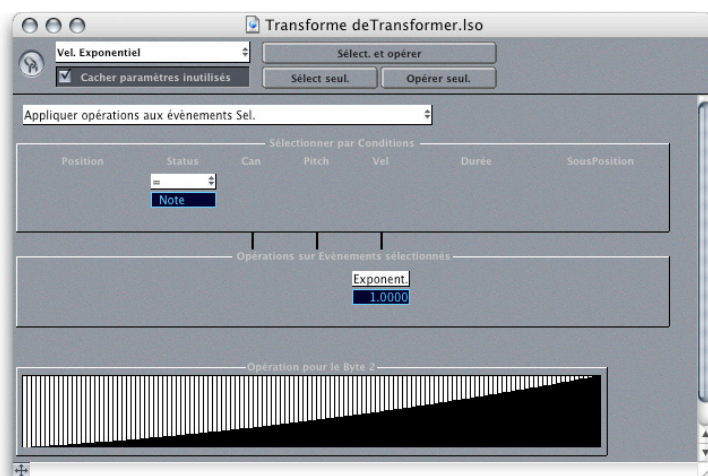 Transforme deTransformer.lso
Vel. Exponentiel
Sélect. et opérer
Cacher paramètres inutilisés
Sélect seul.
Opérer seul.
Appliquer opérations aux évènements Sel.
Sélectionner par Conditions
Position Status Can Pitch Vel Durée SousPosition
=
Note
Opérations sur Evènements sélectionnés
Exponent.
1.0000
Opération pour le Byte 2